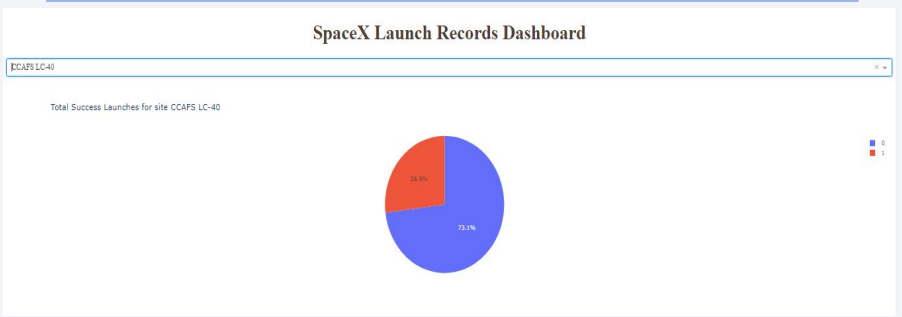 SpaceX Launch Records Dashboard
CCAFS LC-40
× 
Total Success Launches for site CCAFS LC-40
0
1
26.9%
73.1%